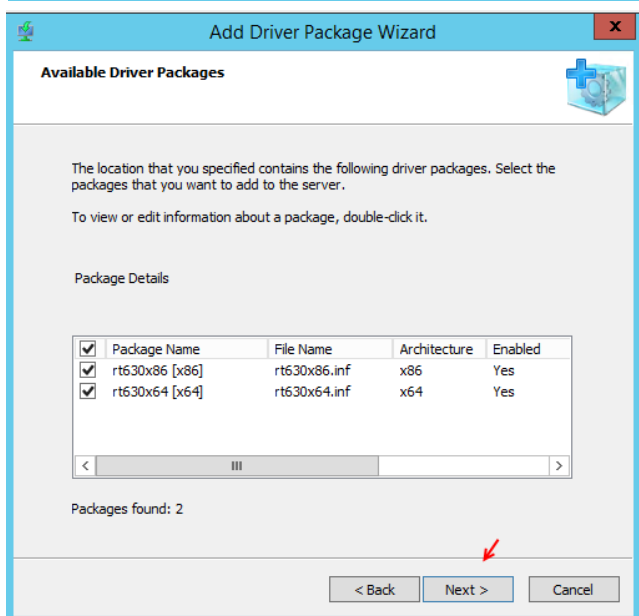 Add Driver Package Wizard
x
Available Driver Packages
The location that you specified contains the following driver packages. Select the
packages that you want to add to the server.
To view or edit information about a package, double-click it.
Package Details
Package Name File Name Architecture Enabled
rt630x86 [x86] rt630x86.inf x86 Yes
rt630x64 [x64] rt630x64.inf x64 Yes
Packages found: 2
< Back Next > Cancel